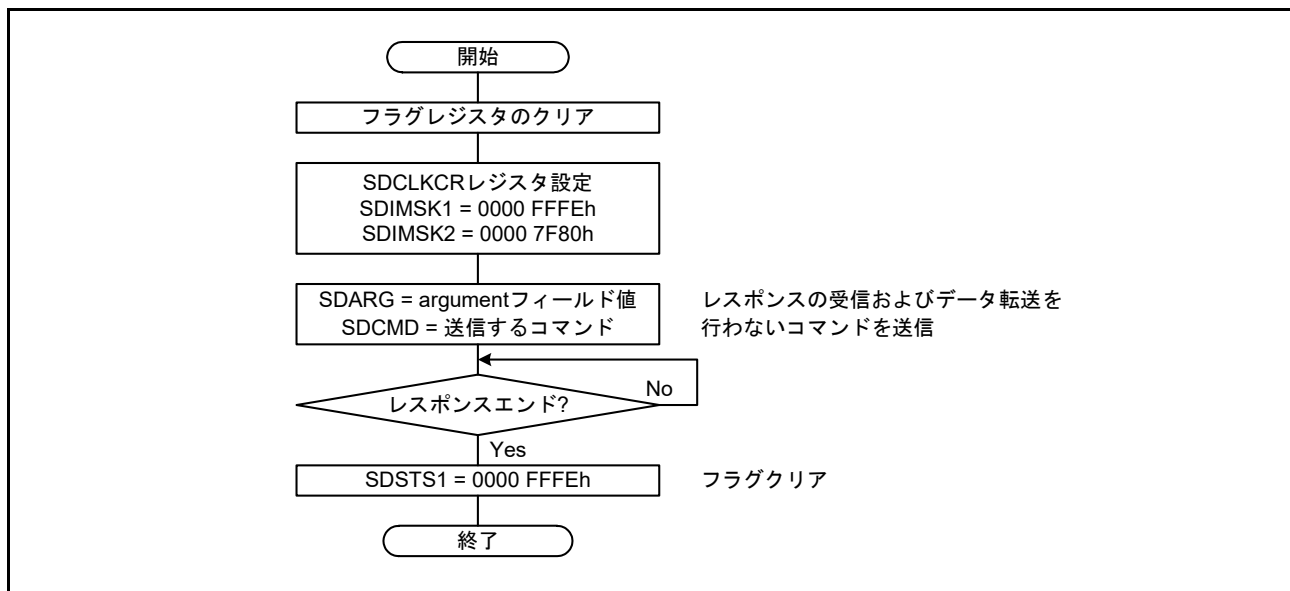 開始
フラグレジスタのクリア
SDCLKCRレジスタ設定
SDIMSK1 = 0000 FFFEh
SDIMSK2 = 0000 7F80h
SDARG = argumentフィールド値
SDCMD = 送信するコマンド
レスポンスの受信およびデータ転送を
行わないコマンドを送信
レスポンスエンド?
No
Yes
SDSTS1 = 0000 FFFEh
フラグクリア
終了